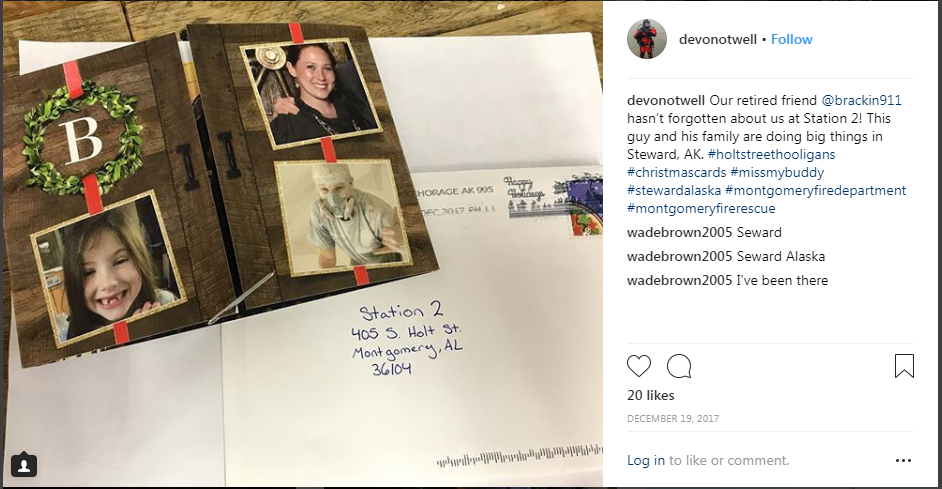 B
CHORAGE AK 995
Happy
Holidays
DEC 2017 PM 11
Station 2
405 S. Holt St.
Montgomery, AL
36104
devonotwell • Follow
devonotwell Our retired friend @brackin911
hasn't forgotten about us at Station 2! This
guy and his family are doing big things in
Steward, AK. #holtstreethooligans
#christmascards #missmybuddy
#stewardalaska #montgomeryfiredepartment
#montgomeryfirerescue
wadebrown2005 Seward
wadebrown2005 Seward Alaska
wadebrown2005 I've been there
20 likes
DECEMBER 19, 2017
Log in to like or comment.